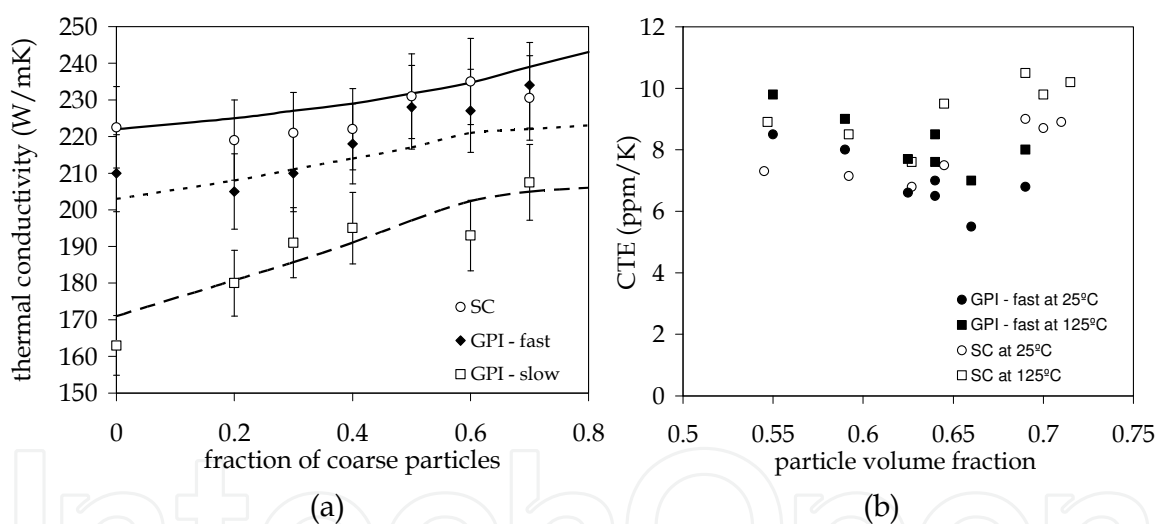 thermal conductivity (W/mK)
250
240
230
220
210
200
190
180
170
160
150
0
0.2
0.4
0.6
0.8
fraction of coarse particles
SC
GPI - fast
GPI - slow
(a)
CTE (ppm/K)
12
10
8
6
4
2
0
0.5
0.55
0.6
0.65
0.7
0.75
particle volume fraction
GPI - fast at 25ºC
GPI - fast at 125ºC
SC at 25ºC
SC at 125ºC
(b)
IntechOpen